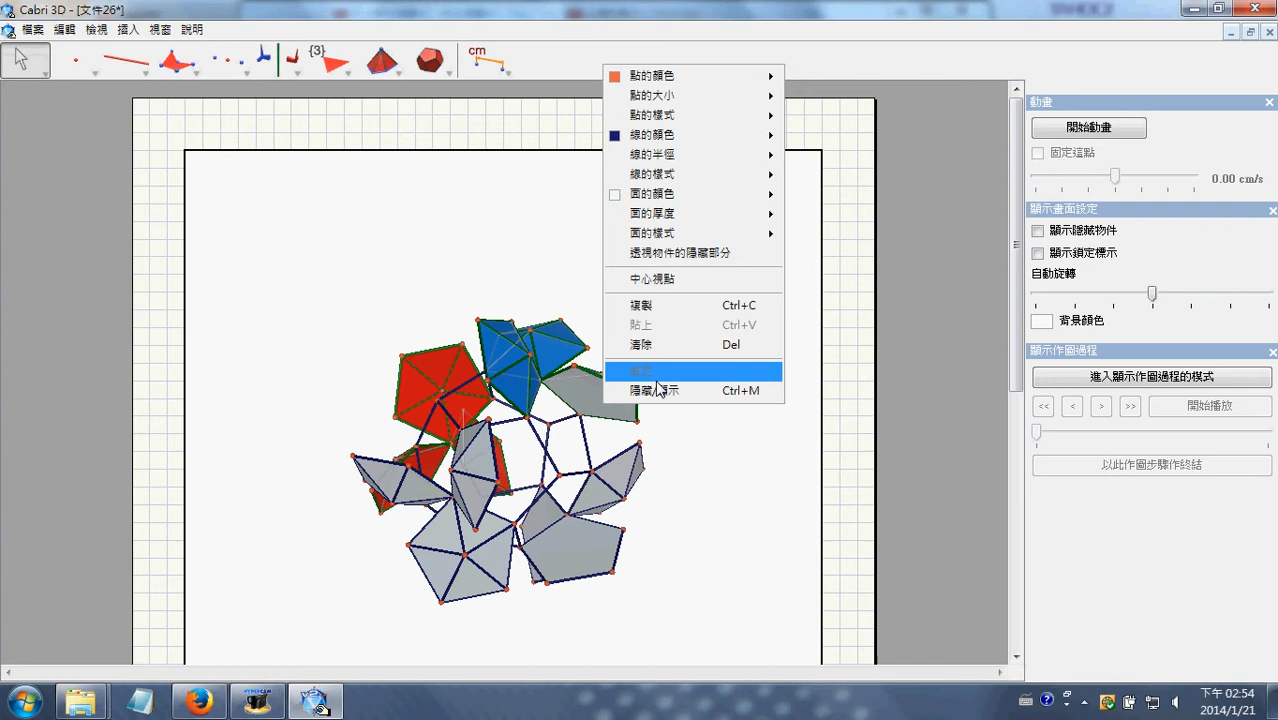 Cabri 3D - [文件26*]
檔案 編輯 檢視 插入 視窗 說明
{3}
cm
點的顏色
點的大小
點的樣式
線的顏色
線的半徑
線的樣式
面的顏色
面的厚度
面的樣式
透視物件的隱藏部分
中心視點
複製 Ctrl+C
貼上 Ctrl+V
清除 Del
隱藏/顯示 Ctrl+M
動畫
開始動畫
固定這點
0.00 cm/s
顯示畫面設定
顯示隱藏物件
顯示鎖定標示
自動旋轉
背景顏色
顯示作圖過程
進入顯示作圖過程的模式
<< < > >> 開始播放
以此作圖步驟作終結
HYPERCAM
下午 02:54
2014/1/21